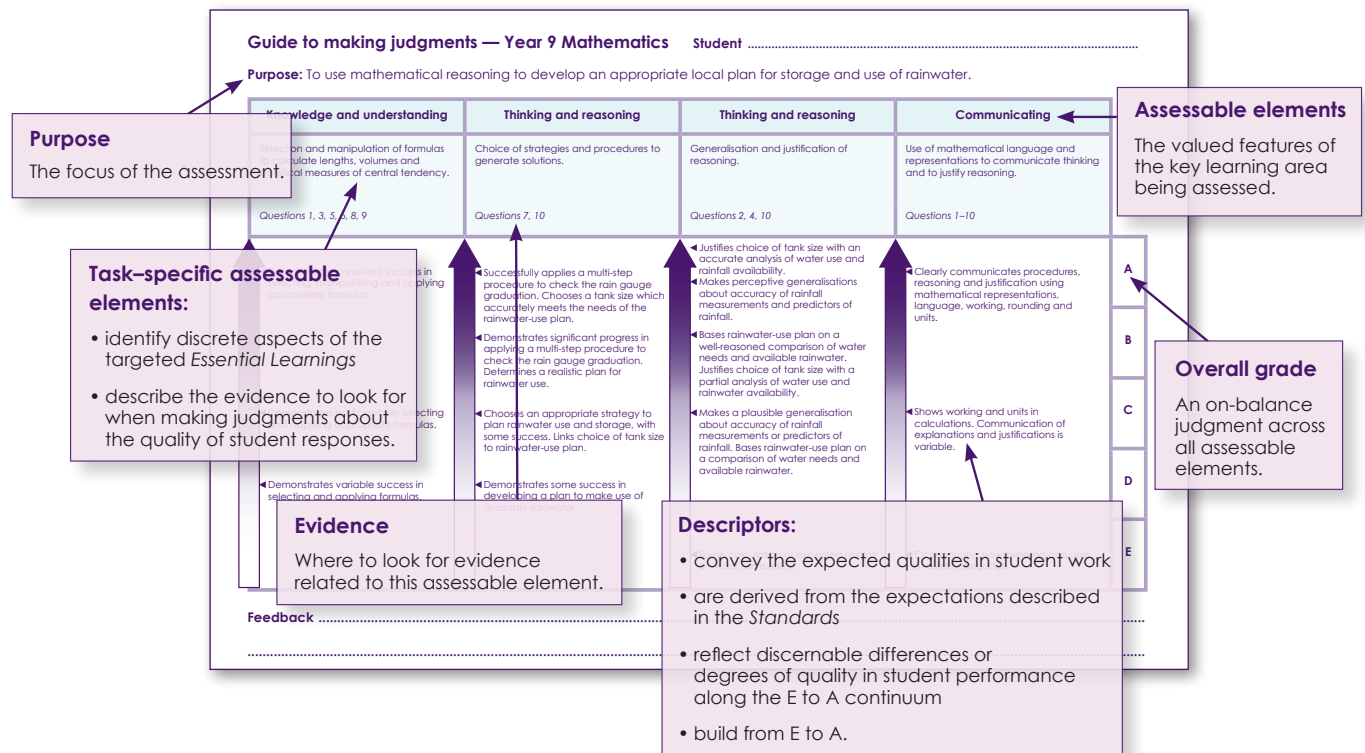 Guide to making judgments — Year 9 Mathematics Student
Purpose: To use mathematical reasoning to develop an appropriate local plan for storage and use of rainwater.
Purpose
The focus of the assessment.
Knowledge and understanding
Selection and manipulation of formulas
to calculate lengths, volumes and
measures of central tendency.
Questions 1, 3, 5, 6, 8, 9
Thinking and reasoning
Choice of strategies and procedures to
generate solutions.
Questions 7, 10
Thinking and reasoning
Generalisation and justification of
reasoning.
Questions 2, 4, 10
Communicating
Use of mathematical language and
representations to communicate thinking
and to justify reasoning.
Questions 1–10
Assessable elements
The valued features of
the key learning area
being assessed.
Task–specific assessable
elements:
• identify discrete aspects of the
targeted Essential Learnings
• describe the evidence to look for
when making judgments about
the quality of student responses.
success in
applying
appropriate formulas.
selecting
formulas.
Demonstrates variable success in
selecting and applying formulas.
Successfully applies a multi-step
procedure to check the rain gauge
graduation. Chooses a tank size which
accurately meets the needs of the
rainwater-use plan.
Demonstrates significant progress in
applying a multi-step procedure to
check the rain gauge graduation.
Determines a realistic plan for
rainwater use.
Chooses an appropriate strategy to
plan rainwater use and storage, with
some success. Links choice of tank size
to rainwater-use plan.
Demonstrates some success in
developing a plan to make use of
available rainwater.
Justifies choice of tank size with an
accurate analysis of water use and
rainfall availability.
Makes perceptive generalisations
about accuracy of rainfall
measurements and predictors of
rainfall.
Bases rainwater-use plan on a
well-reasoned comparison of water
needs and available rainwater.
Justifies choice of tank size with a
partial analysis of water use and
rainwater availability.
Makes a plausible generalisation
about accuracy of rainfall
measurements or predictors of
rainfall. Bases rainwater-use plan on
a comparison of water needs and
available rainwater.
Clearly communicates procedures,
reasoning and justification using
mathematical representations,
language, working, rounding and
units.
Shows working and units in
calculations. Communication of
explanations and justifications is
variable.
A
B
C
D
E
Overall grade
An on-balance
judgment across
all assessable
elements.
Evidence
Where to look for evidence
related to this assessable element.
Descriptors:
• convey the expected qualities in student work
• are derived from the expectations described
in the Standards
• reflect discernable differences or
degrees of quality in student performance
along the E to A continuum
• build from E to A.
Feedback